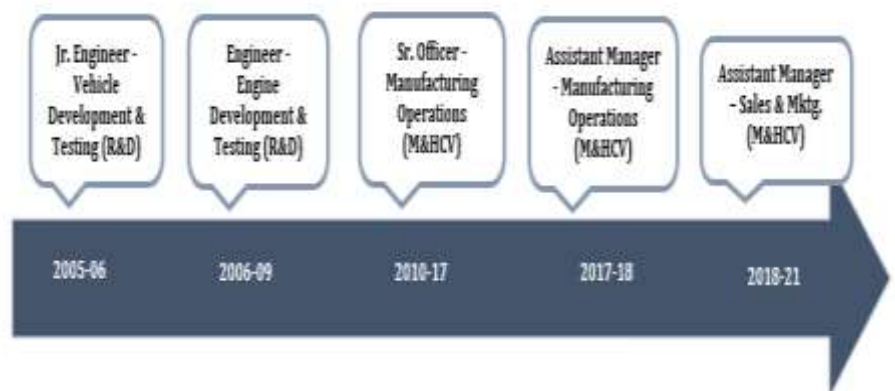 Jr. Engineer -
Vehicle
Development &
Testing (R&D)
Engineer -
Engine
Development &
Testing (R&D)
Sr. Officer -
Manufacturing
Operations
(M&HCV)
Assistant Manager
- Manufacturing
Operations
(M&HCV)
Assistant Manager
– Sales & Mktg.
(M&HCV)
2005-06
2006-09
2010-17
2017-18
2018-21